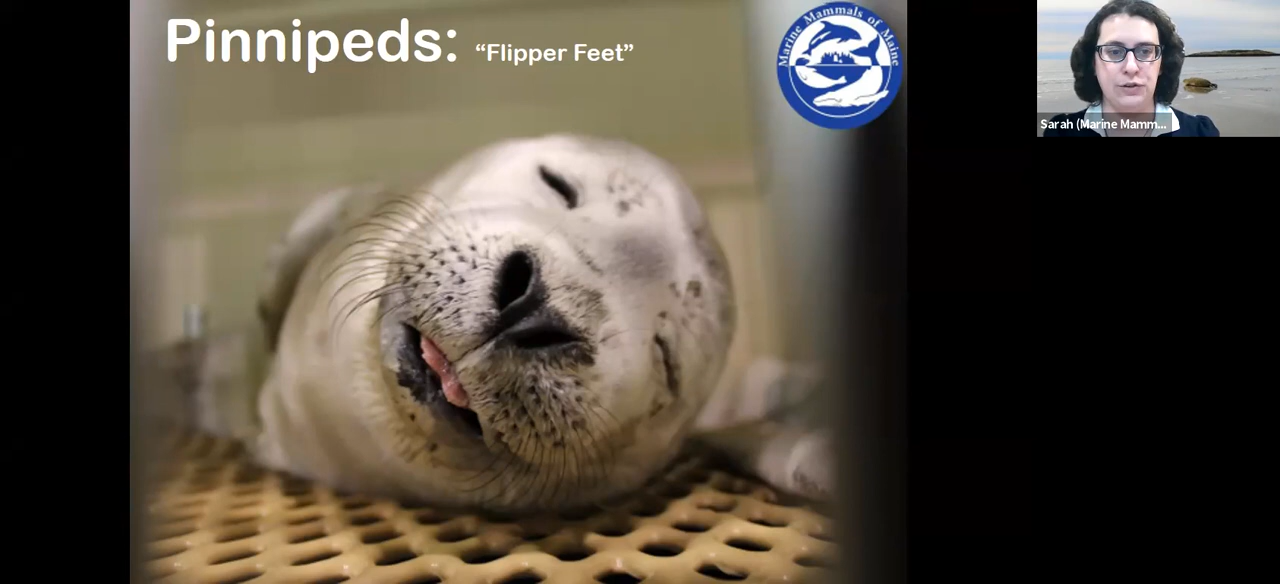 Pinnipeds: “Flipper Feet”
Marine Mammals of Maine
Sarah (Marine Mamm...